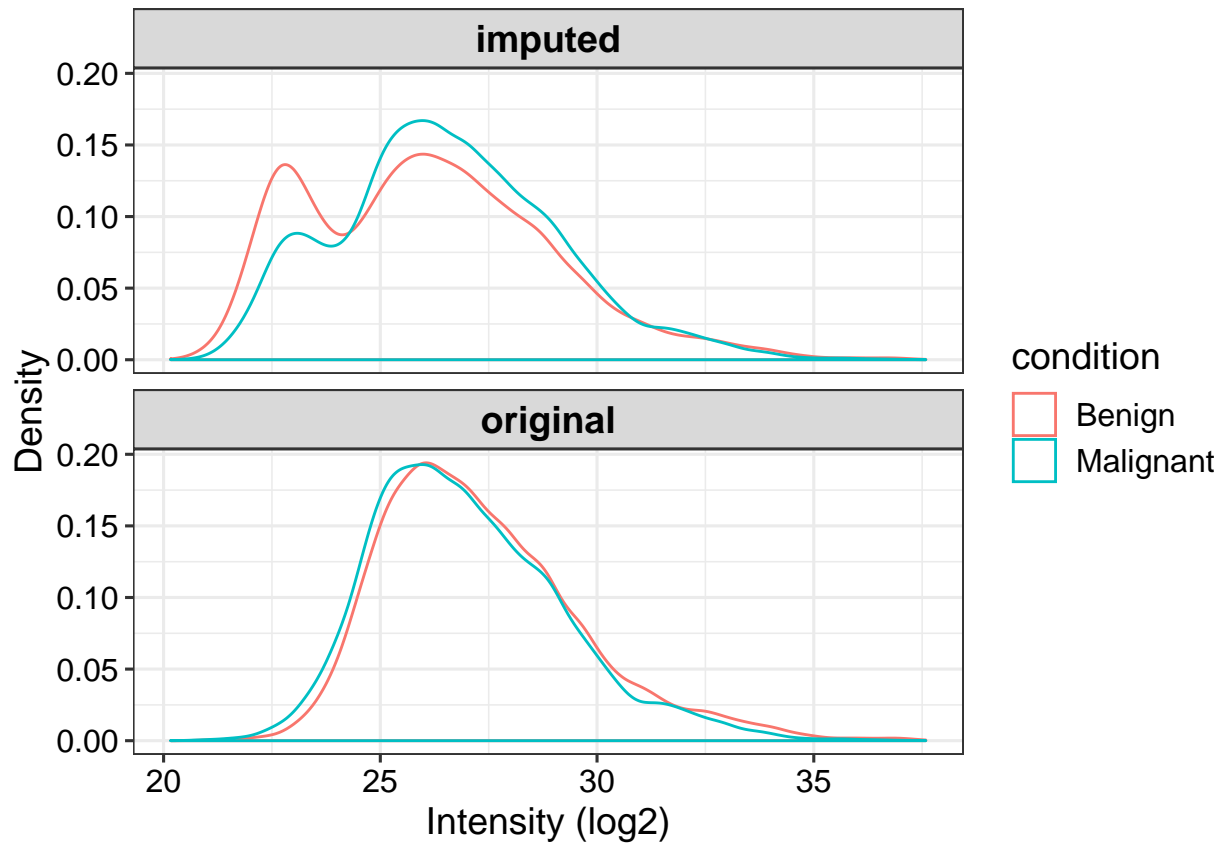 imputed
0.20
0.15
0.10
0.05
0.00
Density
original
0.20
0.15
0.10
0.05
0.00
20 25 30 35
Intensity (log2)
condition
Benign
Malignant